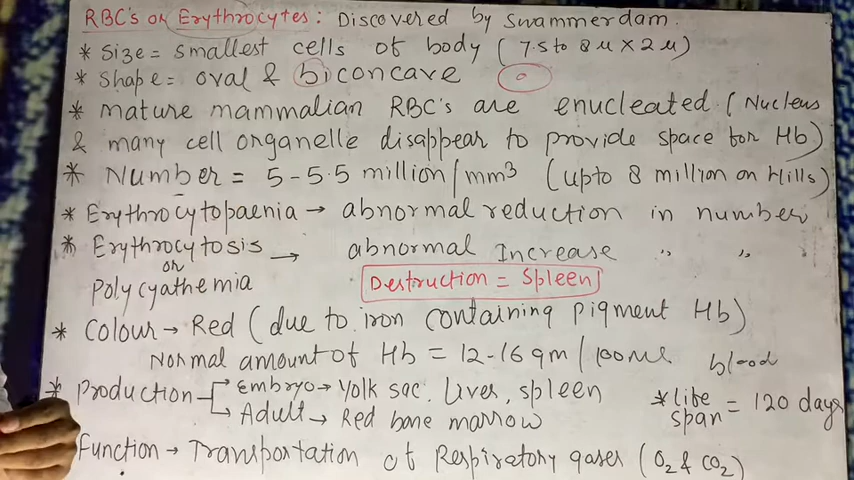 RBC's or Erythrocytes: Discovered by Swammerdam.
* Size = smallest cells of body (7.5 to 8 μ × 2 μ)
* Shape = oval & biconcave
* mature mammalian RBC's are enucleated (Nucleus
& many cell organelle disappear to provide space for Hb)
* Number = 5-5.5 million/mm³ (upto 8 million on Hills)
* Erythrocytopaenia → abnormal reduction in number
* Erythrocytosis → abnormal Increase " " "
or
Polycyathemia
Destruction = Spleen
* Colour → Red (due to iron containing pigment Hb)
Normal amount of Hb = 12-16 gm/100 ml blood
* Production → Embryo → Yolk sac. Liver, spleen
→ Adult → Red bone marrow
* Life span = 120 days
Function → Transportation of Respiratory gases (O₂ & CO₂)